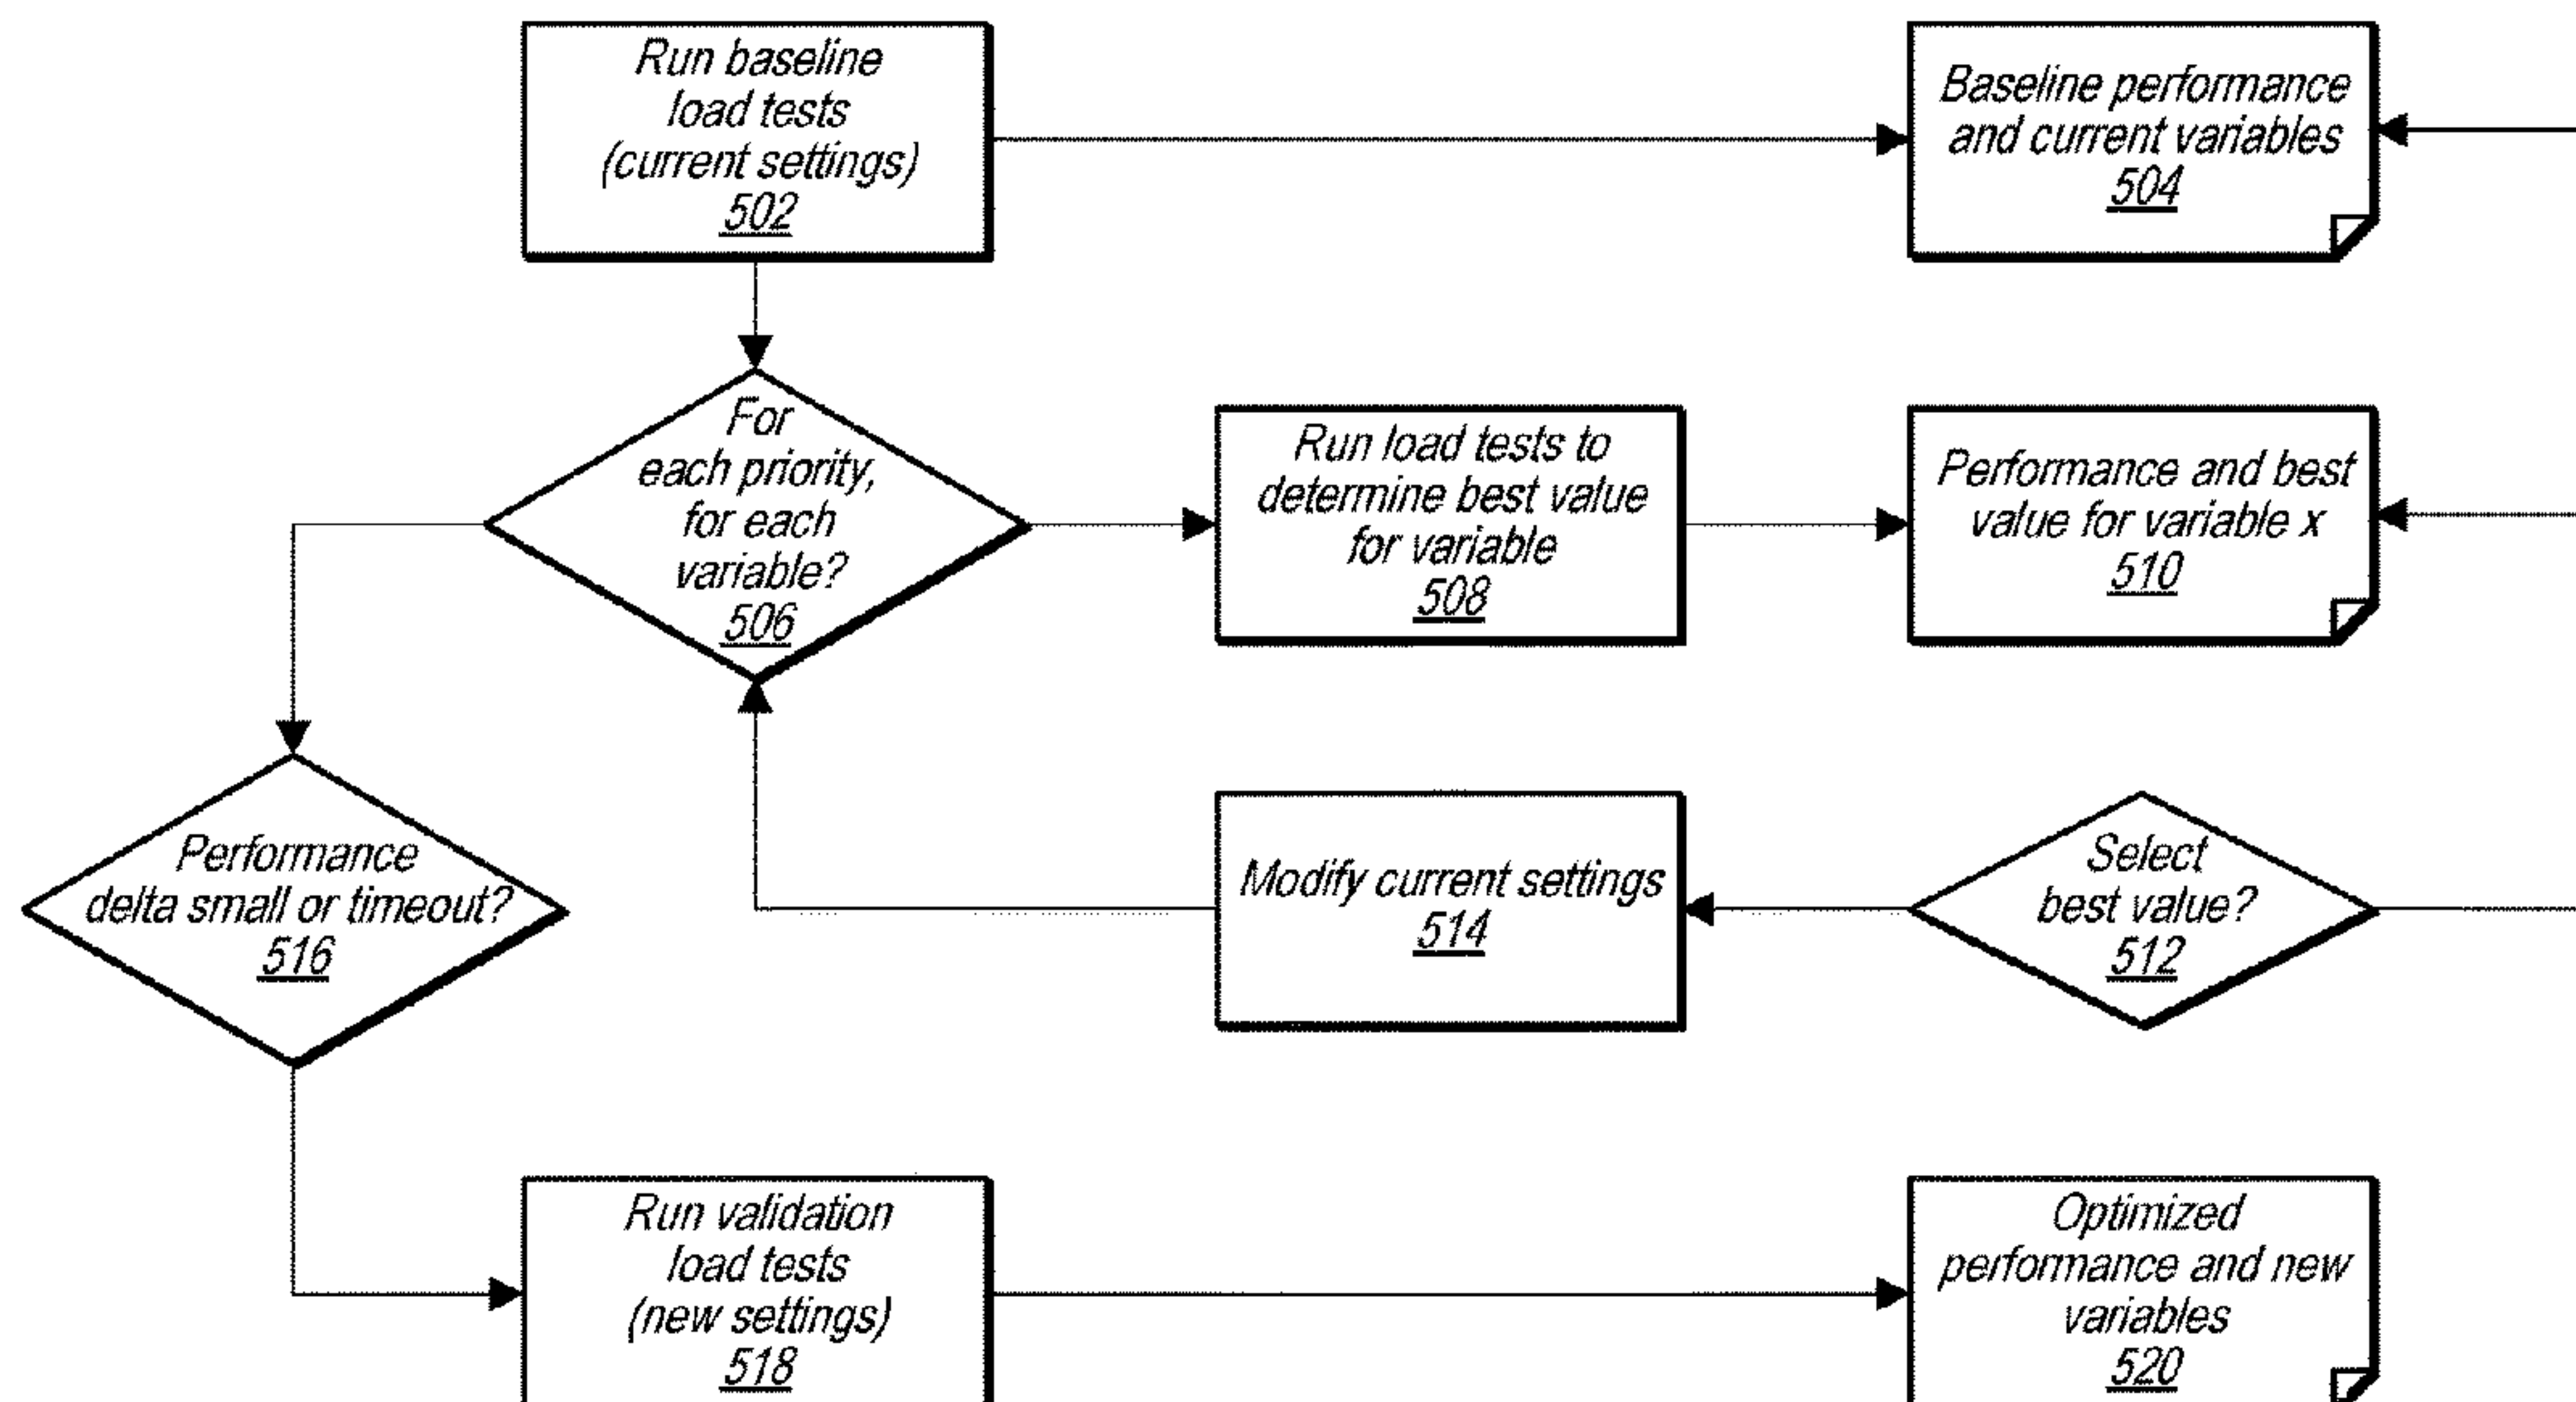 Run baseline
load tests
(current settings)
502
Baseline performance
and current variables
504
For
each priority,
for each
variable?
506
Run load tests to
determine best value
for variable
508
Performance and best
value for variable x
510
Performance
delta small or timeout?
516
Modify current settings
514
Select
best value?
512
Run validation
load tests
(new settings)
518
Optimized
performance and new
variables
520